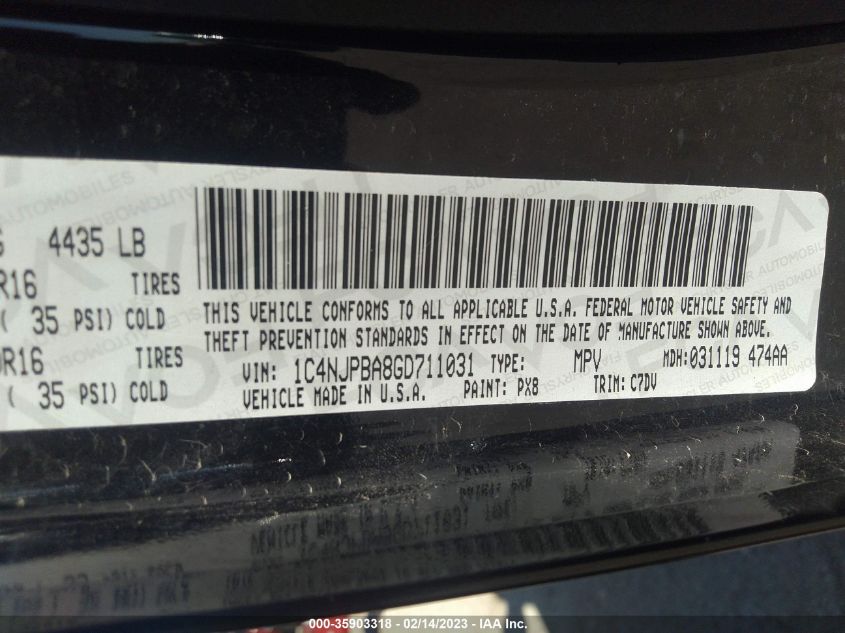 G 4435 LB
R16 TIRES
( 35 PSI) COLD
0R16 TIRES
( 35 PSI) COLD
THIS VEHICLE CONFORMS TO ALL APPLICABLE U.S.A. FEDERAL MOTOR VEHICLE SAFETY AND
THEFT PREVENTION STANDARDS IN EFFECT ON THE DATE OF MANUFACTURE SHOWN ABOVE.
VIN: 1C4NJPBA8GD711031 TYPE: MPV MDH:031119 474AA
VEHICLE MADE IN U.S.A. PAINT: PX8 TRIM: C7DV
000-35903318 - 02/14/2023 - IAA Inc.